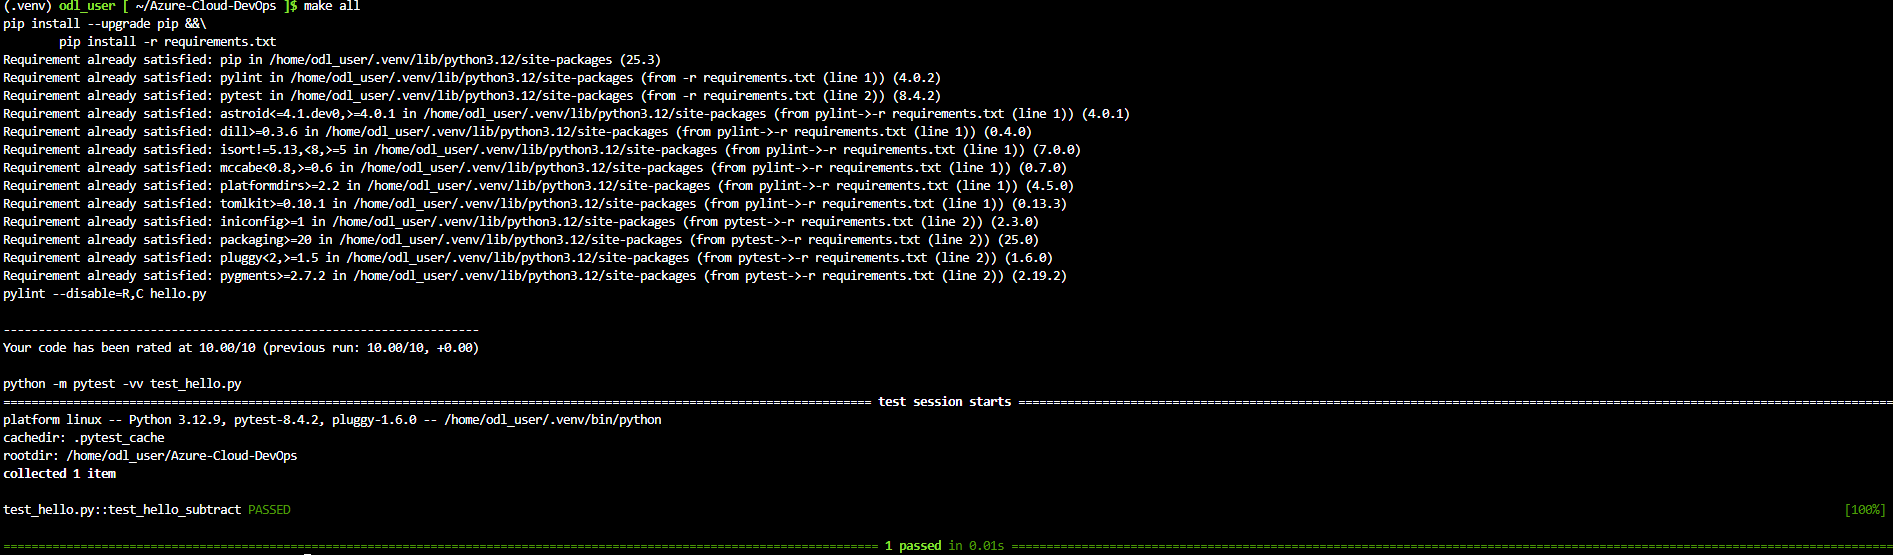 (.venv) odl_user [ ~/Azure-Cloud-DevOps ]$ make all
pip install --upgrade pip &&\
        pip install -r requirements.txt
Requirement already satisfied: pip in /home/odl_user/.venv/lib/python3.12/site-packages (25.3)
Requirement already satisfied: pylint in /home/odl_user/.venv/lib/python3.12/site-packages (from -r requirements.txt (line 1)) (4.0.2)
Requirement already satisfied: pytest in /home/odl_user/.venv/lib/python3.12/site-packages (from -r requirements.txt (line 2)) (8.4.2)
Requirement already satisfied: astroid<=4.1.dev0,>=4.0.1 in /home/odl_user/.venv/lib/python3.12/site-packages (from pylint->-r requirements.txt (line 1)) (4.0.1)
Requirement already satisfied: dill>=0.3.6 in /home/odl_user/.venv/lib/python3.12/site-packages (from pylint->-r requirements.txt (line 1)) (0.4.0)
Requirement already satisfied: isort!=5.13,<8,>=5 in /home/odl_user/.venv/lib/python3.12/site-packages (from pylint->-r requirements.txt (line 1)) (7.0.0)
Requirement already satisfied: mccabe<0.8,>=0.6 in /home/odl_user/.venv/lib/python3.12/site-packages (from pylint->-r requirements.txt (line 1)) (0.7.0)
Requirement already satisfied: platformdirs>=2.2 in /home/odl_user/.venv/lib/python3.12/site-packages (from pylint->-r requirements.txt (line 1)) (4.5.0)
Requirement already satisfied: tomlkit>=0.10.1 in /home/odl_user/.venv/lib/python3.12/site-packages (from pylint->-r requirements.txt (line 1)) (0.13.3)
Requirement already satisfied: iniconfig>=1 in /home/odl_user/.venv/lib/python3.12/site-packages (from pytest->-r requirements.txt (line 2)) (2.3.0)
Requirement already satisfied: packaging>=20 in /home/odl_user/.venv/lib/python3.12/site-packages (from pytest->-r requirements.txt (line 2)) (25.0)
Requirement already satisfied: pluggy<2,>=1.5 in /home/odl_user/.venv/lib/python3.12/site-packages (from pytest->-r requirements.txt (line 2)) (1.6.0)
Requirement already satisfied: pygments>=2.7.2 in /home/odl_user/.venv/lib/python3.12/site-packages (from pytest->-r requirements.txt (line 2)) (2.19.2)
pylint --disable=R,C hello.py
--------------------------------------------------------------------
Your code has been rated at 10.00/10 (previous run: 10.00/10, +0.00)
python -m pytest -vv test_hello.py
============ test session starts ============
platform linux -- Python 3.12.9, pytest-8.4.2, pluggy-1.6.0 -- /home/odl_user/.venv/bin/python
cachedir: .pytest_cache
rootdir: /home/odl_user/Azure-Cloud-DevOps
collected 1 item
test_hello.py::test_hello_subtract PASSED [100%]
============ 1 passed in 0.01s ============